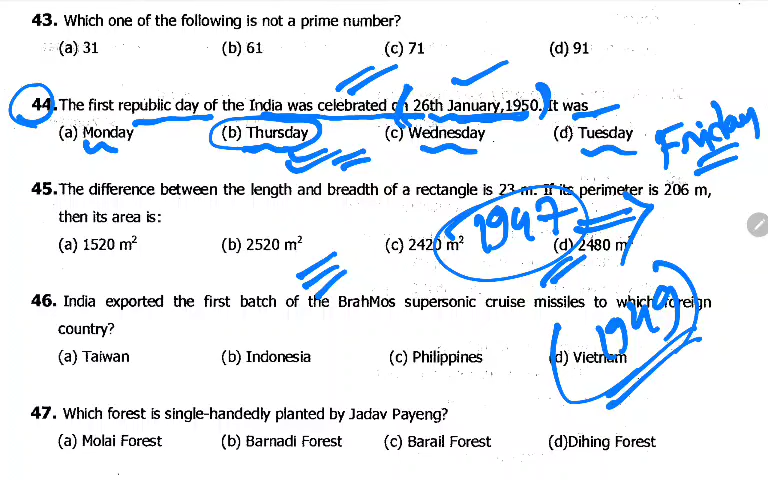 43. Which one of the following is not a prime number?
(a) 31 (b) 61 (c) 71 (d) 91
44. The first republic day of the India was celebrated on 26th January,1950. It was
(a) Monday (b) Thursday (c) Wednesday (d) Tuesday
Friday
45. The difference between the length and breadth of a rectangle is 23 m. If its perimeter is 206 m,
then its area is:
(a) 1520 m² (b) 2520 m² (c) 2420 m² (d) 2480 m²
1947
46. India exported the first batch of the BrahMos supersonic cruise missiles to which foreign
country?
(a) Taiwan (b) Indonesia (c) Philippines (d) Vietnam
1949
47. Which forest is single-handedly planted by Jadav Payeng?
(a) Molai Forest (b) Barnadi Forest (c) Barail Forest (d)Dihing Forest